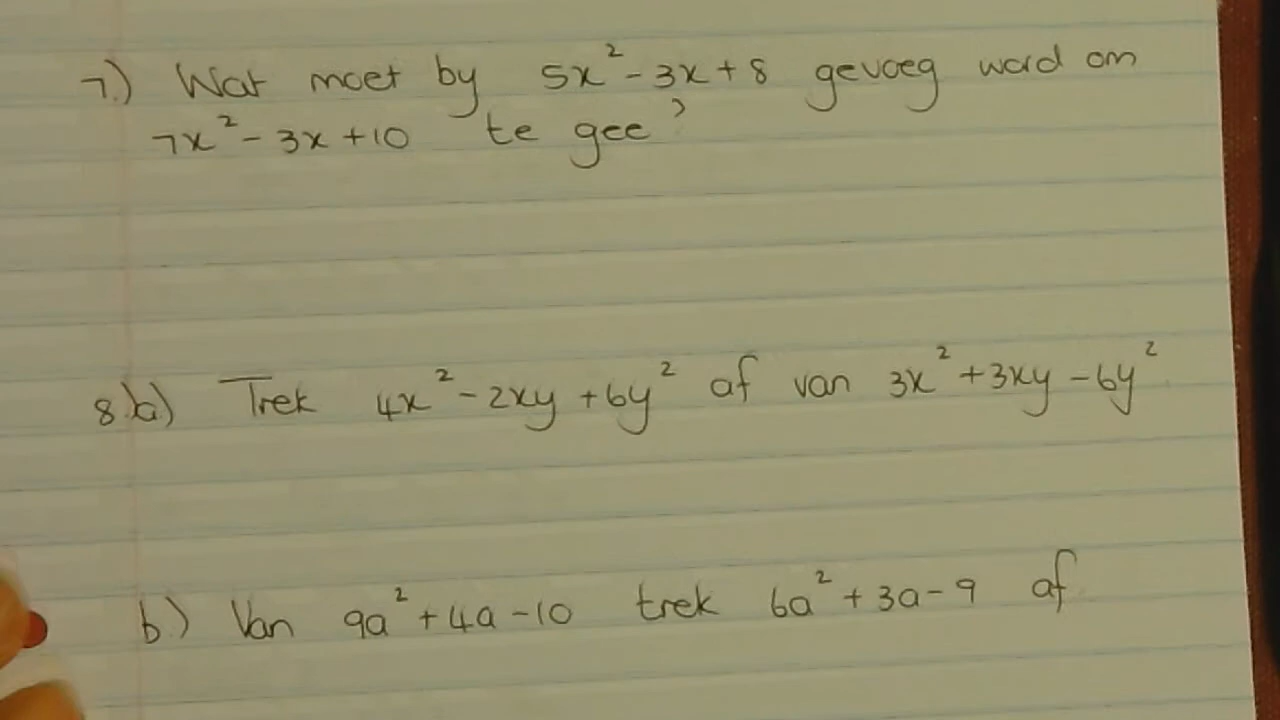 7.) Wat moet by 5x² - 3x + 8 gevoeg word om
7x² - 3x + 10 te gee?
8.a) Trek 4x² - 2xy + 6y² af van 3x² + 3xy - 6y²
b) Van 9a² + 4a - 10 trek 6a² + 3a - 9 af